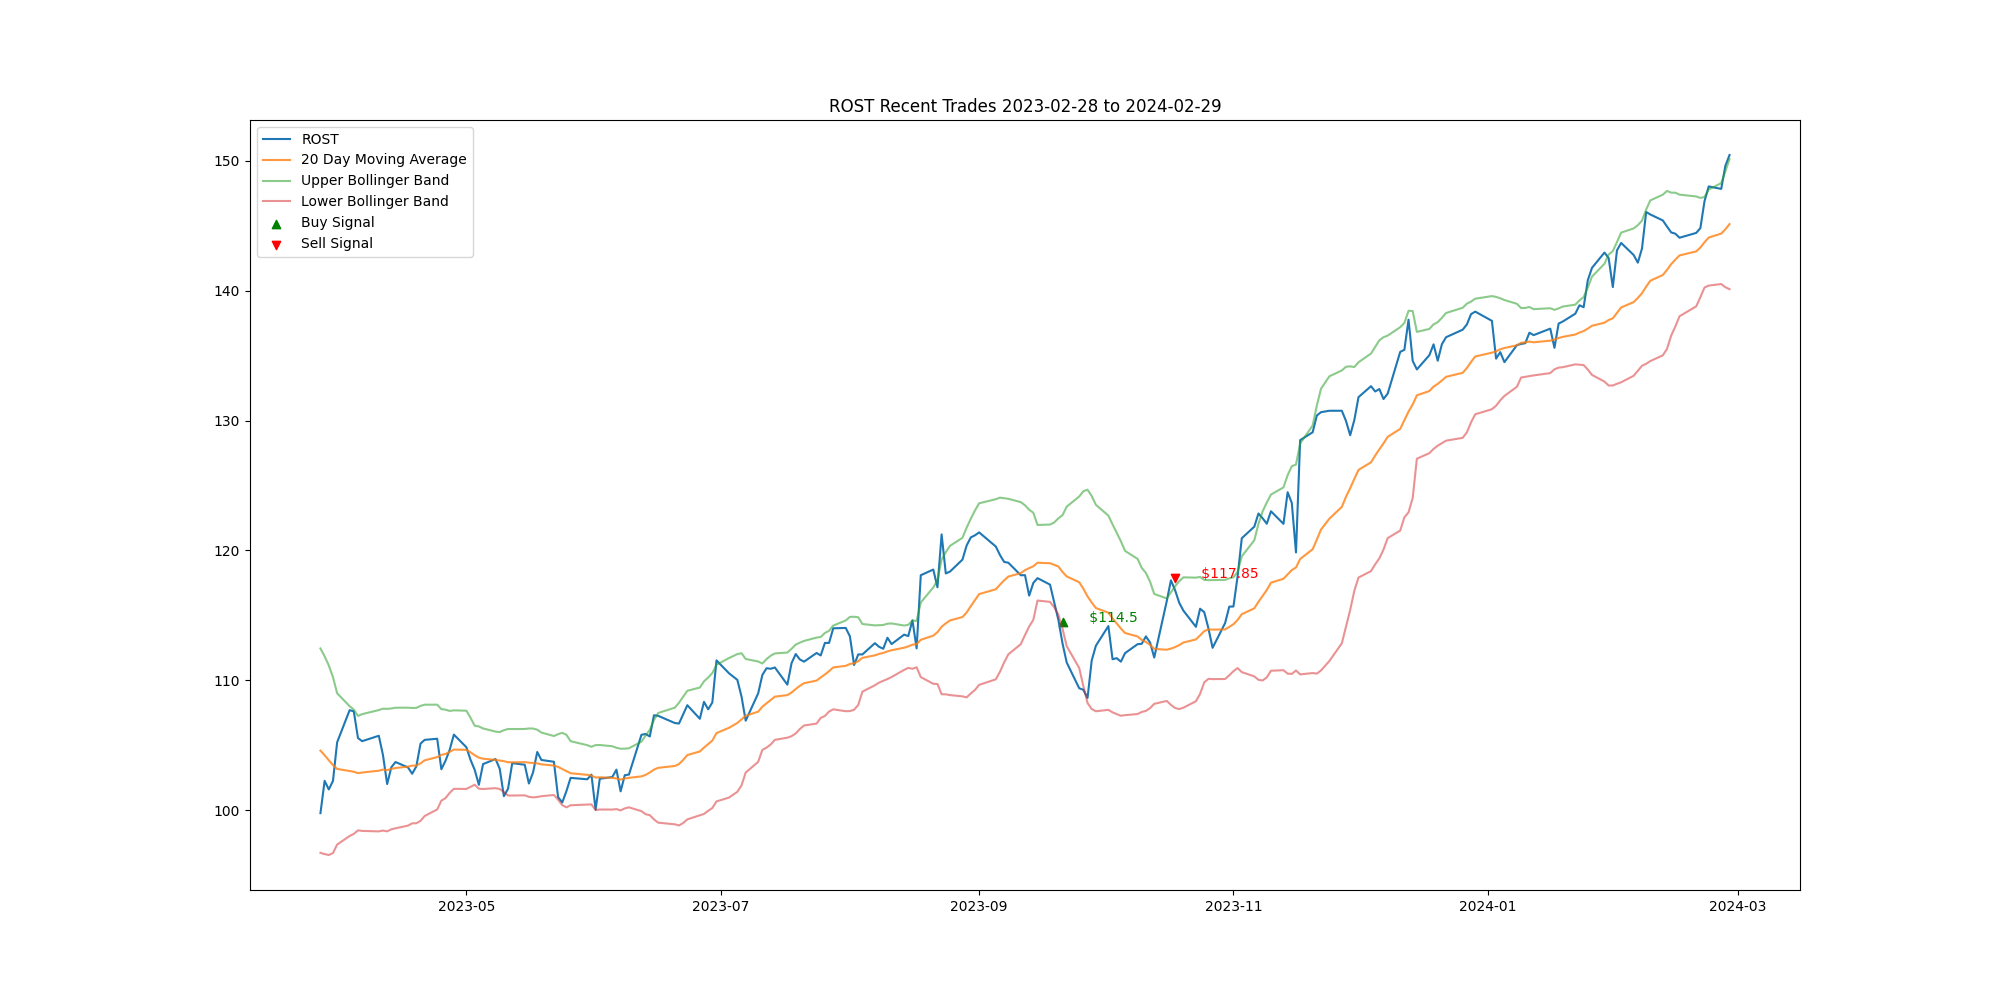 ROST Recent Trades 2023-02-28 to 2024-02-29
ROST
20 Day Moving Average
Upper Bollinger Band
Lower Bollinger Band
Buy Signal
Sell Signal
150
140
130
120
110
100
$117.85
$114.5
2023-05
2023-07
2023-09
2023-11
2024-01
2024-03